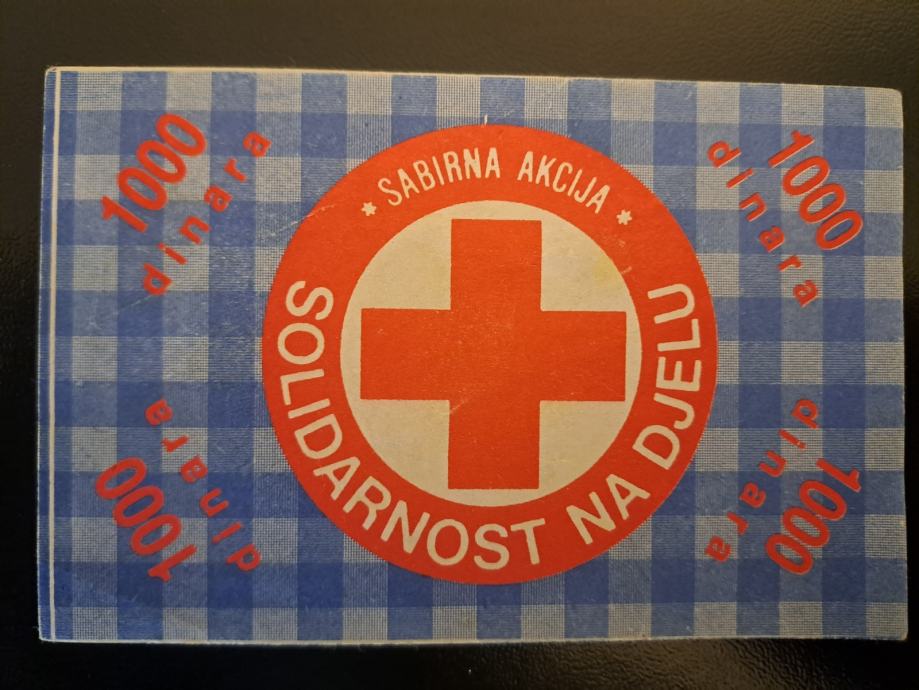 1000
dinara
1000
dinara
* SABIRNA AKCIJA *
SOLIDARNOST NA DJELU
1000
dinara
1000
dinara